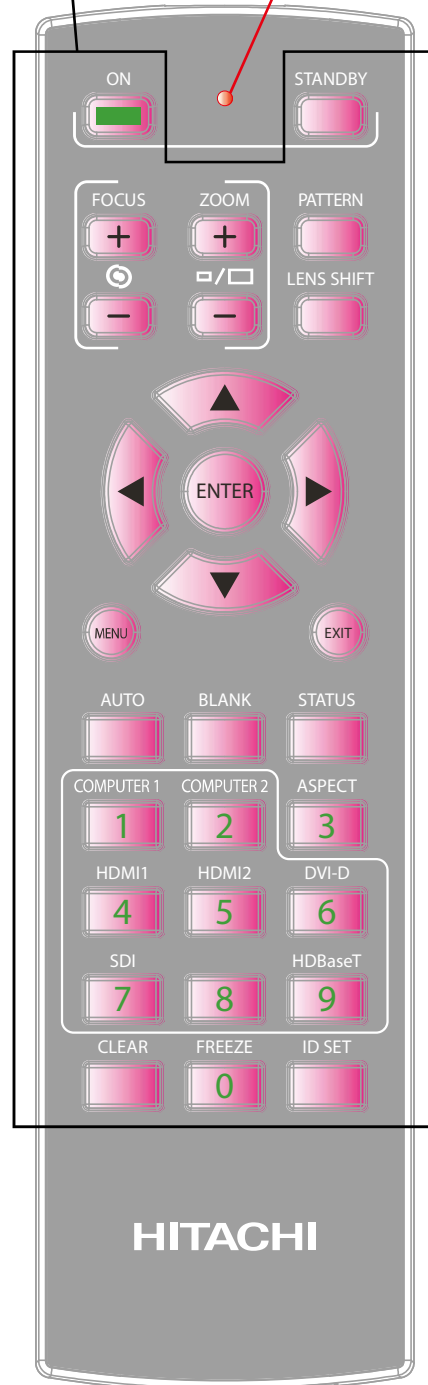 ON STANDBY
FOCUS ZOOM PATTERN
+ +
LENS SHIFT
− −
ENTER
MENU EXIT
AUTO BLANK STATUS
COMPUTER 1 COMPUTER 2 ASPECT
1 2 3
HDMI1 HDMI2 DVI-D
4 5 6
SDI HDBaseT
7 8 9
CLEAR FREEZE ID SET
0
HITACHI